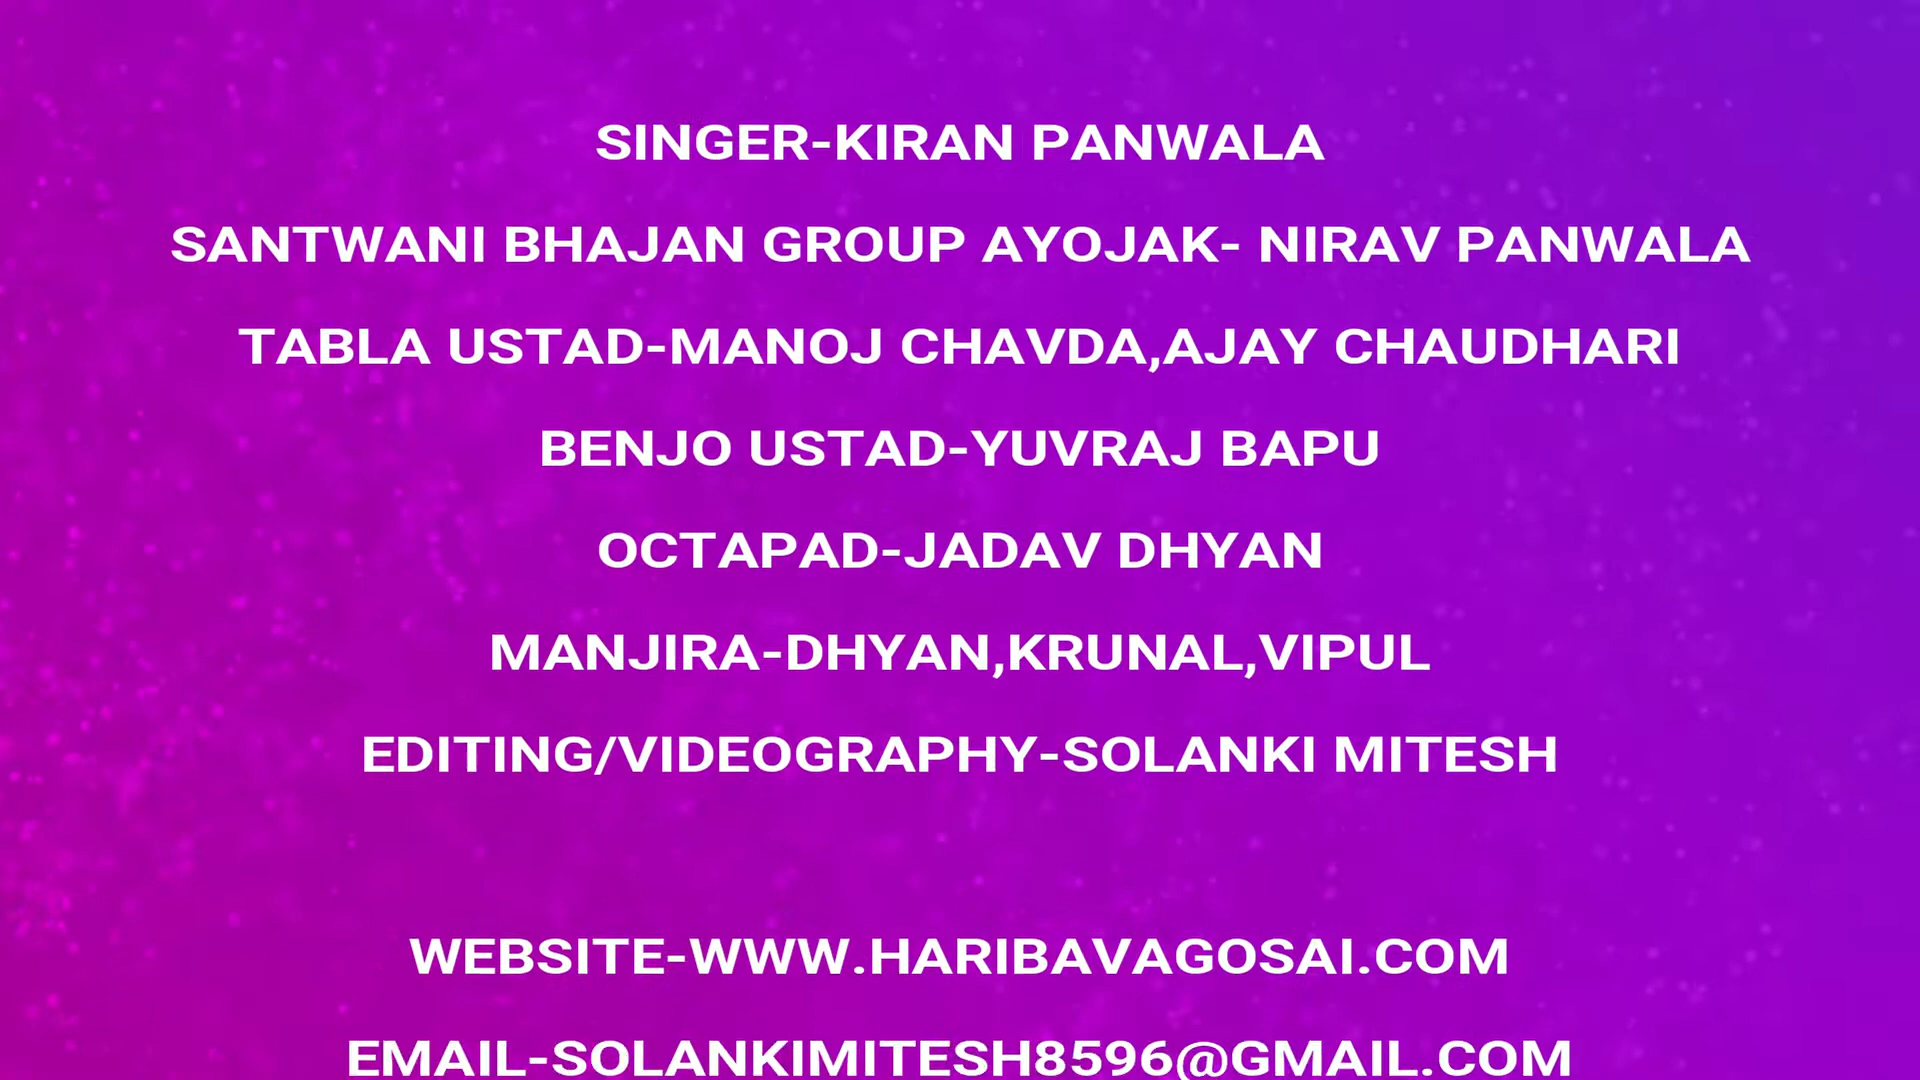 SINGER-KIRAN PANWALA
SANTWANI BHAJAN GROUP AYOJAK- NIRAV PANWALA
TABLA USTAD-MANOJ CHAVDA,AJAY CHAUDHARI
BENJO USTAD-YUVRAJ BAPU
OCTAPAD-JADAV DHYAN
MANJIRA-DHYAN,KRUNAL,VIPUL
EDITING/VIDEOGRAPHY-SOLANKI MITESH
WEBSITE-WWW.HARIBAVAGOSAI.COM
EMAIL-SOLANKIMITESH8596@GMAIL.COM